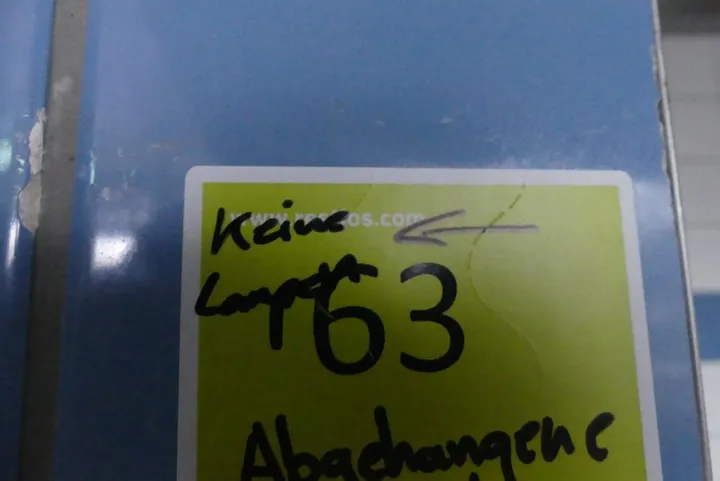 Keine
Lampen
63
Abgehangene